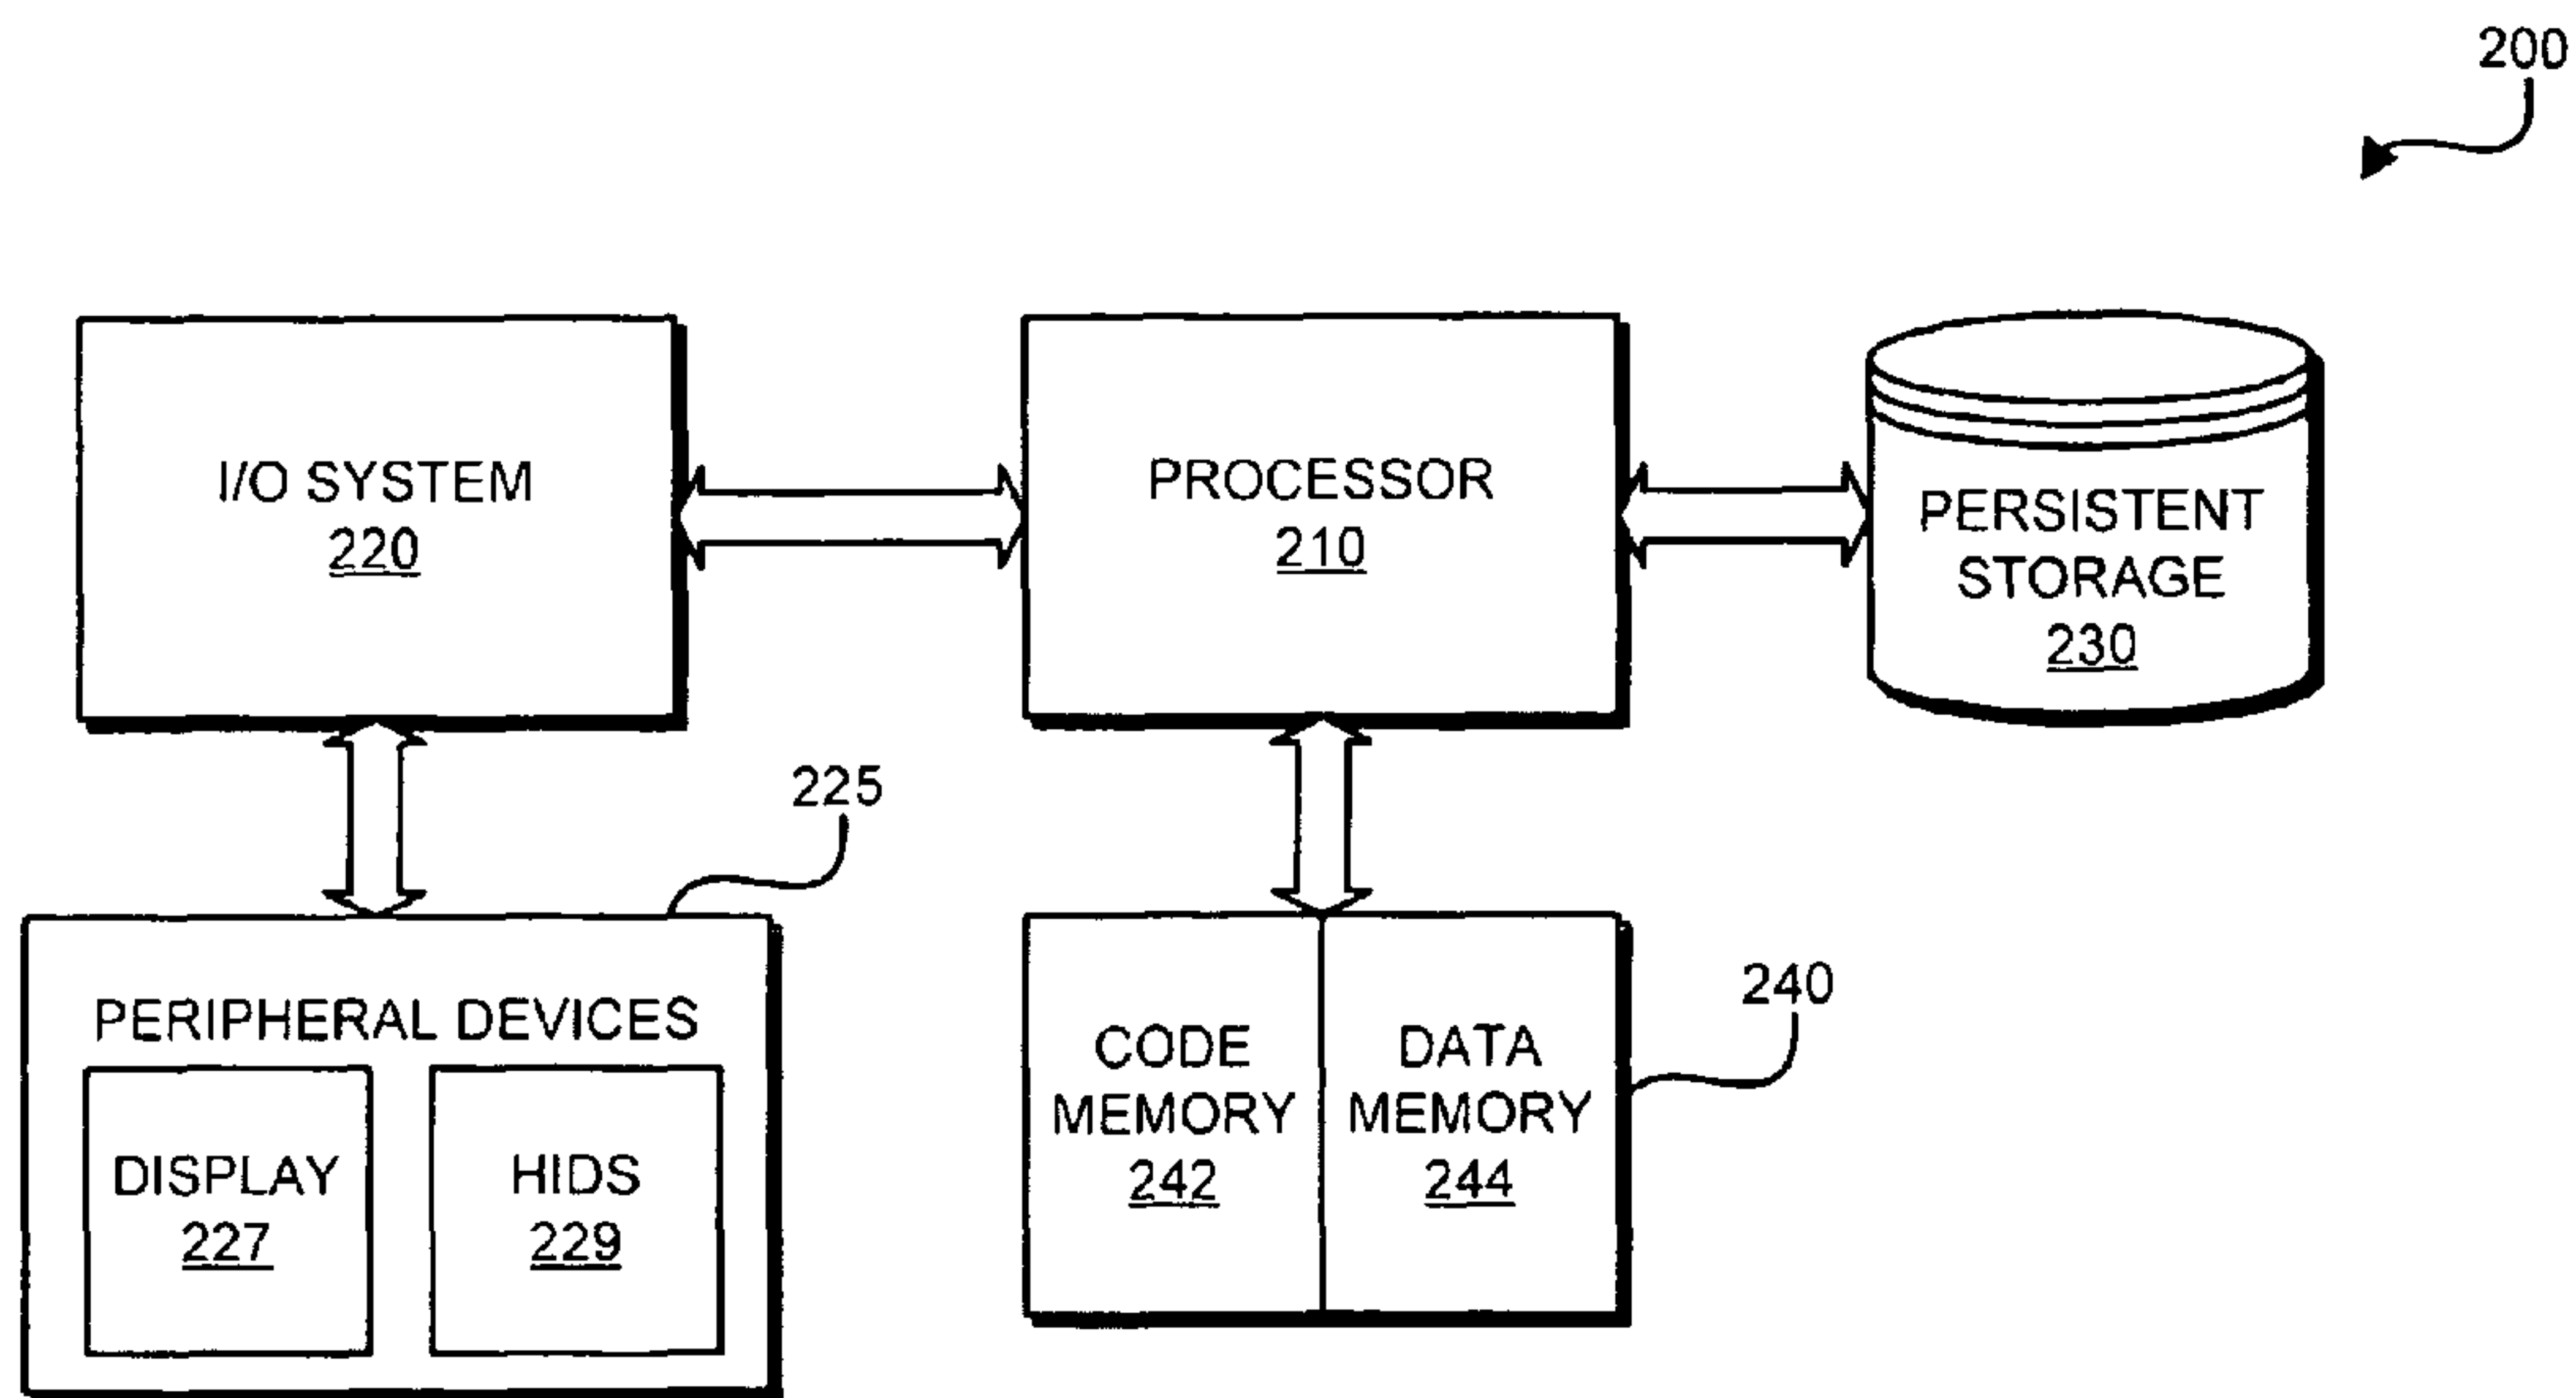 200
I/O SYSTEM
220
PROCESSOR
210
PERSISTENT
STORAGE
230
225
PERIPHERAL DEVICES
DISPLAY
227
HIDS
229
240
CODE
MEMORY
242
DATA
MEMORY
244